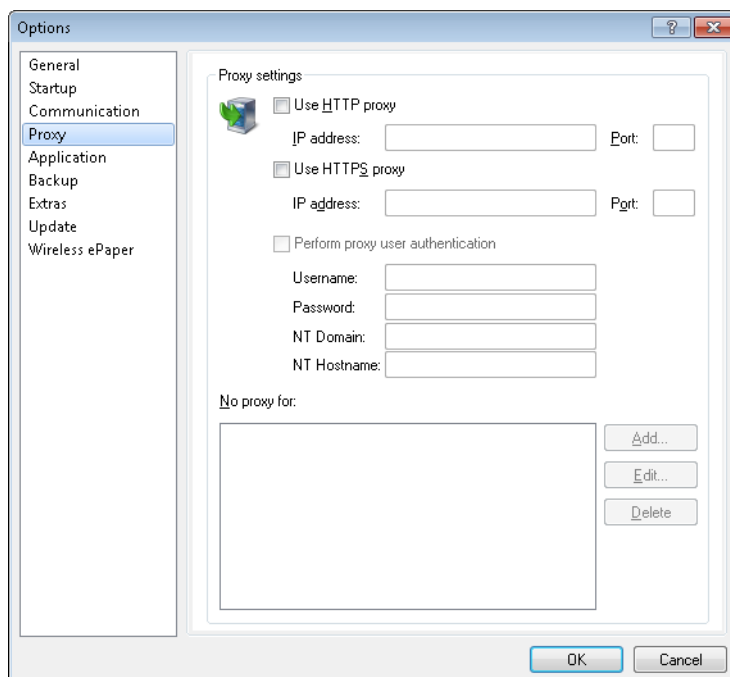 Options
General
Startup
Communication
Proxy
Application
Backup
Extras
Update
Wireless ePaper
Proxy settings
Use HTTP proxy
IP address: Port:
Use HTTPS proxy
IP address: Port:
Perform proxy user authentication
Username:
Password:
NT Domain:
NT Hostname:
No proxy for:
Add...
Edit...
Delete
OK Cancel